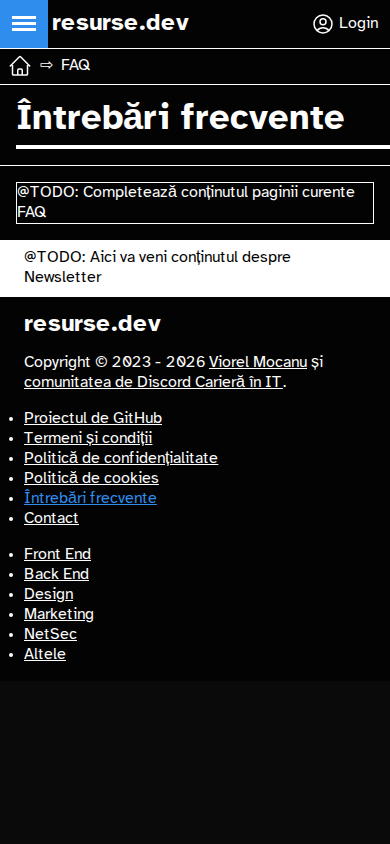 resurse.dev
Login
⇨ FAQ
Întrebări frecvente
@TODO: Completează conținutul paginii curente
FAQ
@TODO: Aici va veni conținutul despre
Newsletter
resurse.dev
Copyright © 2023 - 2026 Viorel Mocanu și
comunitatea de Discord Carieră în IT.
Proiectul de GitHub
Termeni și condiții
Politică de confidențialitate
Politică de cookies
Întrebări frecvente
Contact
Front End
Back End
Design
Marketing
NetSec
Altele